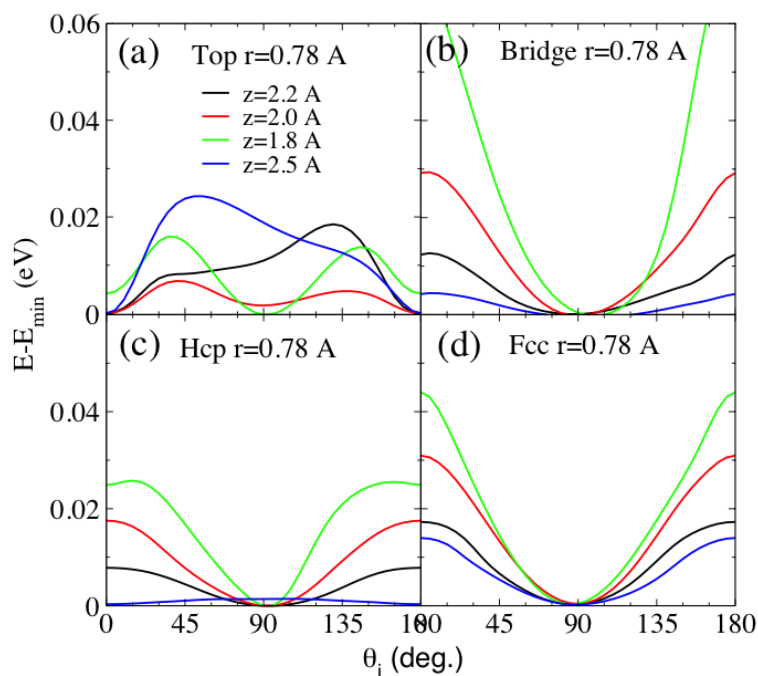 0.06
(a)
Top r=0.78 A
(b)
Bridge r=0.78 A
z=2.2 A
z=2.0 A
z=1.8 A
z=2.5 A
0.04
0.02
0
(c)
Hcp r=0.78 A
(d)
Fcc r=0.78 A
0.04
0.02
0
E-Emin (eV)
0 45 90 135 180
0 45 90 135 180
θi (deg.)